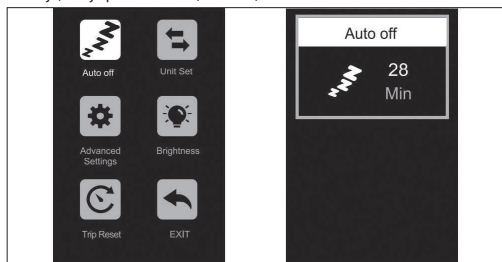 Auto off
Unit Set
Advanced
Settings
Brightness
Trip Reset
EXIT
Auto off
28
Min